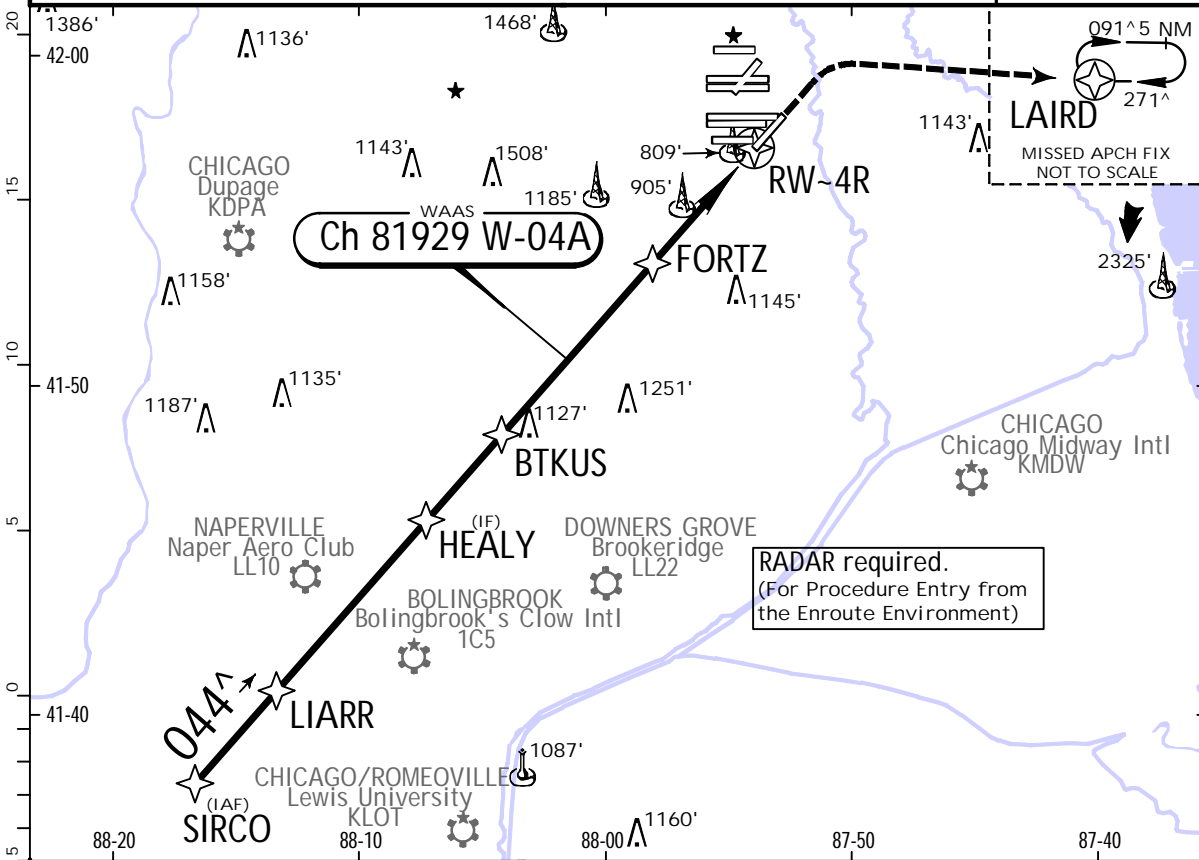 20
1386'
42-00
1136'
1468'
091^5 NM
271^
LAIRD
MISSED APCH FIX
NOT TO SCALE
1143'
1143'
1508'
809'
905'
1185'
RW~4R
15
CHICAGO
Dupage
KDPA
WAAS
Ch 81929 W-04A
FORTZ
1158'
1145'
2325'
10
41-50
1187'
1135'
1251'
1127'
BTKUS
CHICAGO
Chicago Midway Intl
KMDW
5
(IF)
HEALY
NAPERVILLE
Naper Aero Club
LL10
DOWNERS GROVE
Brookeridge
LL22
RADAR required.
(For Procedure Entry from
the Enroute Environment)
BOLINGBROOK
Bolingbrook's Clow Intl
1C5
0
41-40
044^
LIARR
1087'
CHICAGO/ROMEOVILLE
Lewis University
KLOT
(IAF)
SIRCO
1160'
5
88-20
88-10
88-00
87-50
87-40